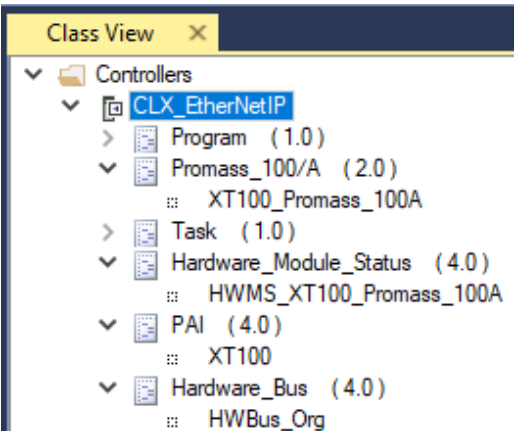 Class View ×
Controllers
CLX_EtherNetIP
Program (1.0)
Promass_100/A (2.0)
XT100_Promass_100A
Task (1.0)
Hardware_Module_Status (4.0)
HWMS_XT100_Promass_100A
PAI (4.0)
XT100
Hardware_Bus (4.0)
HWBus_Org